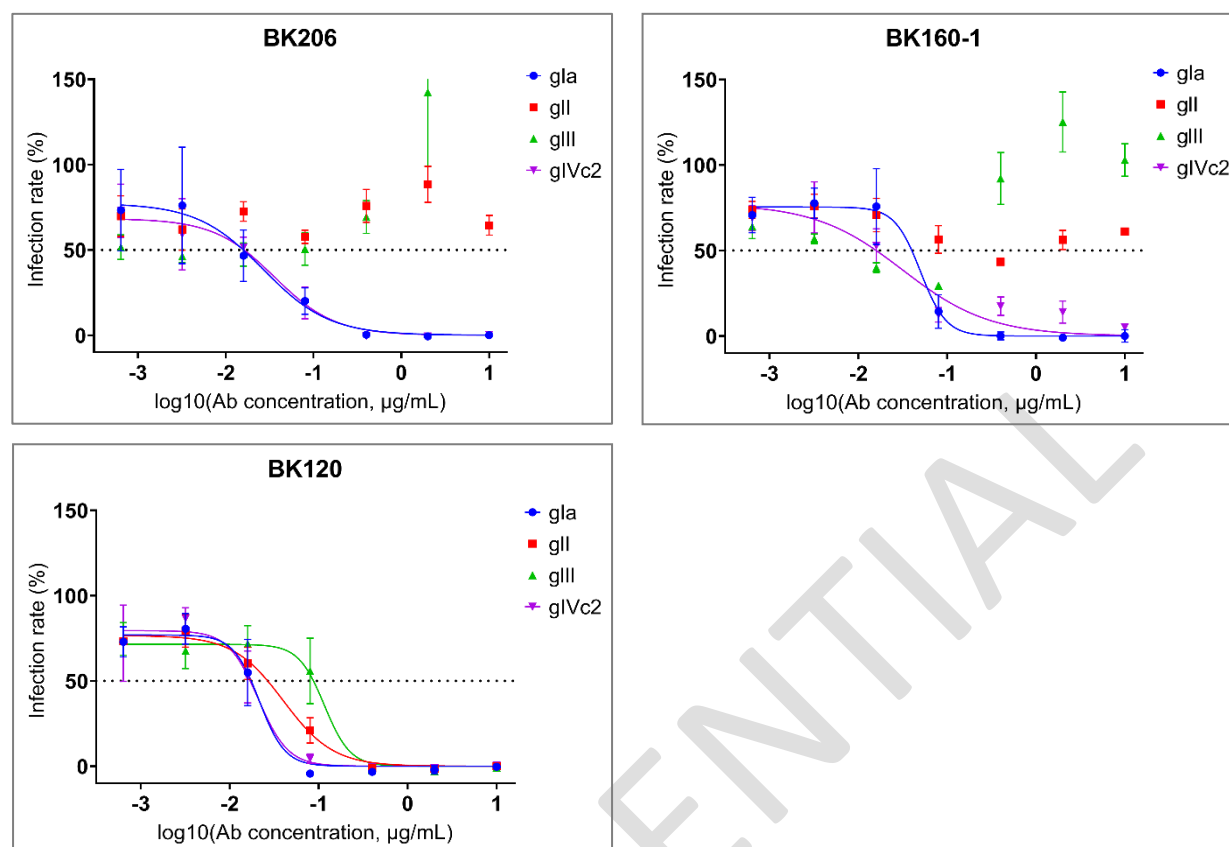 BK206
gIa
gII
gIII
gIVc2
Infection rate (%)
150
100
50
0
-3 -2 -1 0 1
log10(Ab concentration, µg/mL)
BK160-1
gIa
gII
gIII
gIVc2
Infection rate (%)
150
100
50
0
-3 -2 -1 0 1
log10(Ab concentration, µg/mL)
BK120
gIa
gII
gIII
gIVc2
Infection rate (%)
150
100
50
0
-3 -2 -1 0 1
log10(Ab concentration, µg/mL)
ENTIAL